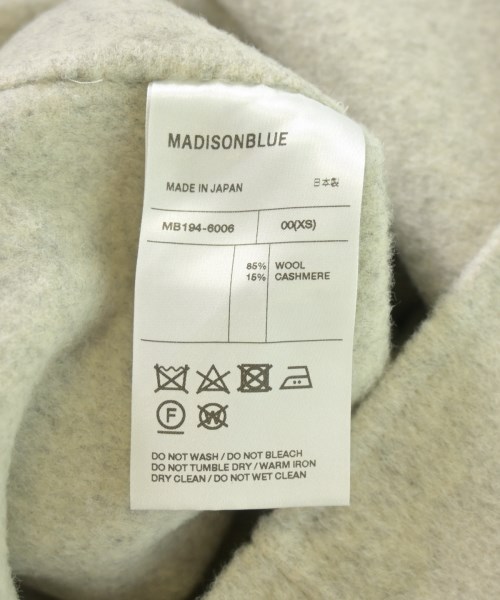 MADISONBLUE
MADE IN JAPAN 日本製
MB194-6006 00(XS)
85% WOOL
15% CASHMERE
F W
DO NOT WASH / DO NOT BLEACH
DO NOT TUMBLE DRY / WARM IRON
DRY CLEAN / DO NOT WET CLEAN